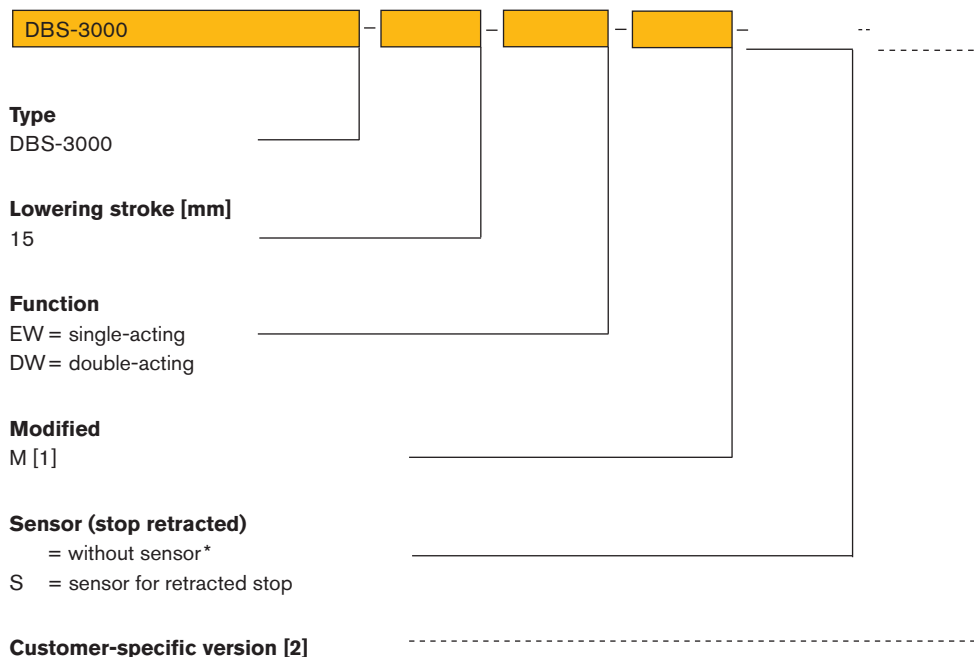 DBS-3000 – – – – --
Type
DBS-3000
Lowering stroke [mm]
15
Function
EW = single-acting
DW = double-acting
Modified
M [1]
Sensor (stop retracted)
= without sensor*
S = sensor for retracted stop
Customer-specific version [2]